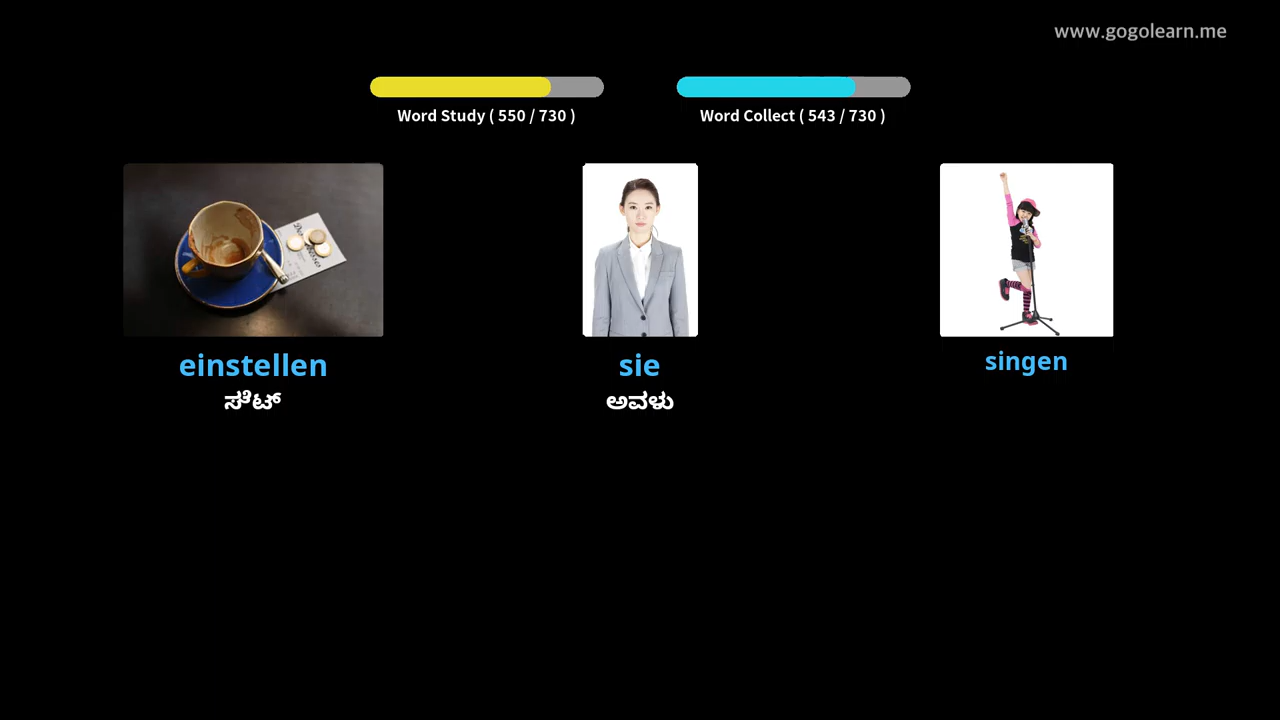 www.gogolearn.me
Word Study ( 550 / 730 )
Word Collect ( 543 / 730 )
einstellen
ಸೆಟ್
sie
ಅವಳು
singen